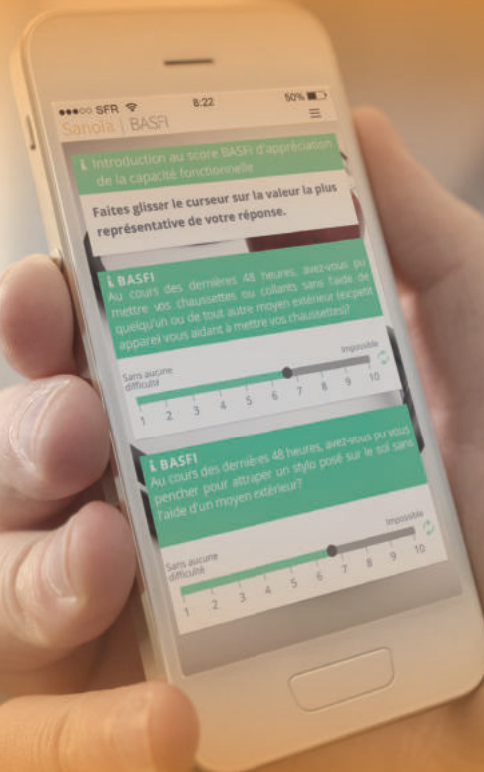 SFR 8:22 50%
Sanoïa | BASFI
i Introduction au score BASFI d'appréciation
de la capacité fonctionnelle
Faites glisser le curseur sur la valeur la plus
représentative de votre réponse.
i BASFI
Au cours des dernières 48 heures, avez-vous pu
mettre vos chaussettes ou collants sans l'aide de
quelqu'un ou de tout autre moyen extérieur (ex:petit
appareil vous aidant à mettre vos chaussettes)?
Sans aucune
difficulté
Impossible
1 2 3 4 5 6 7 8 9 10
i BASFI
Au cours des dernières 48 heures, avez-vous pu vous
pencher pour attraper un stylo posé sur le sol sans
l'aide d'un moyen extérieur?
Sans aucune
difficulté
Impossible
1 2 3 4 5 6 7 8 9 10